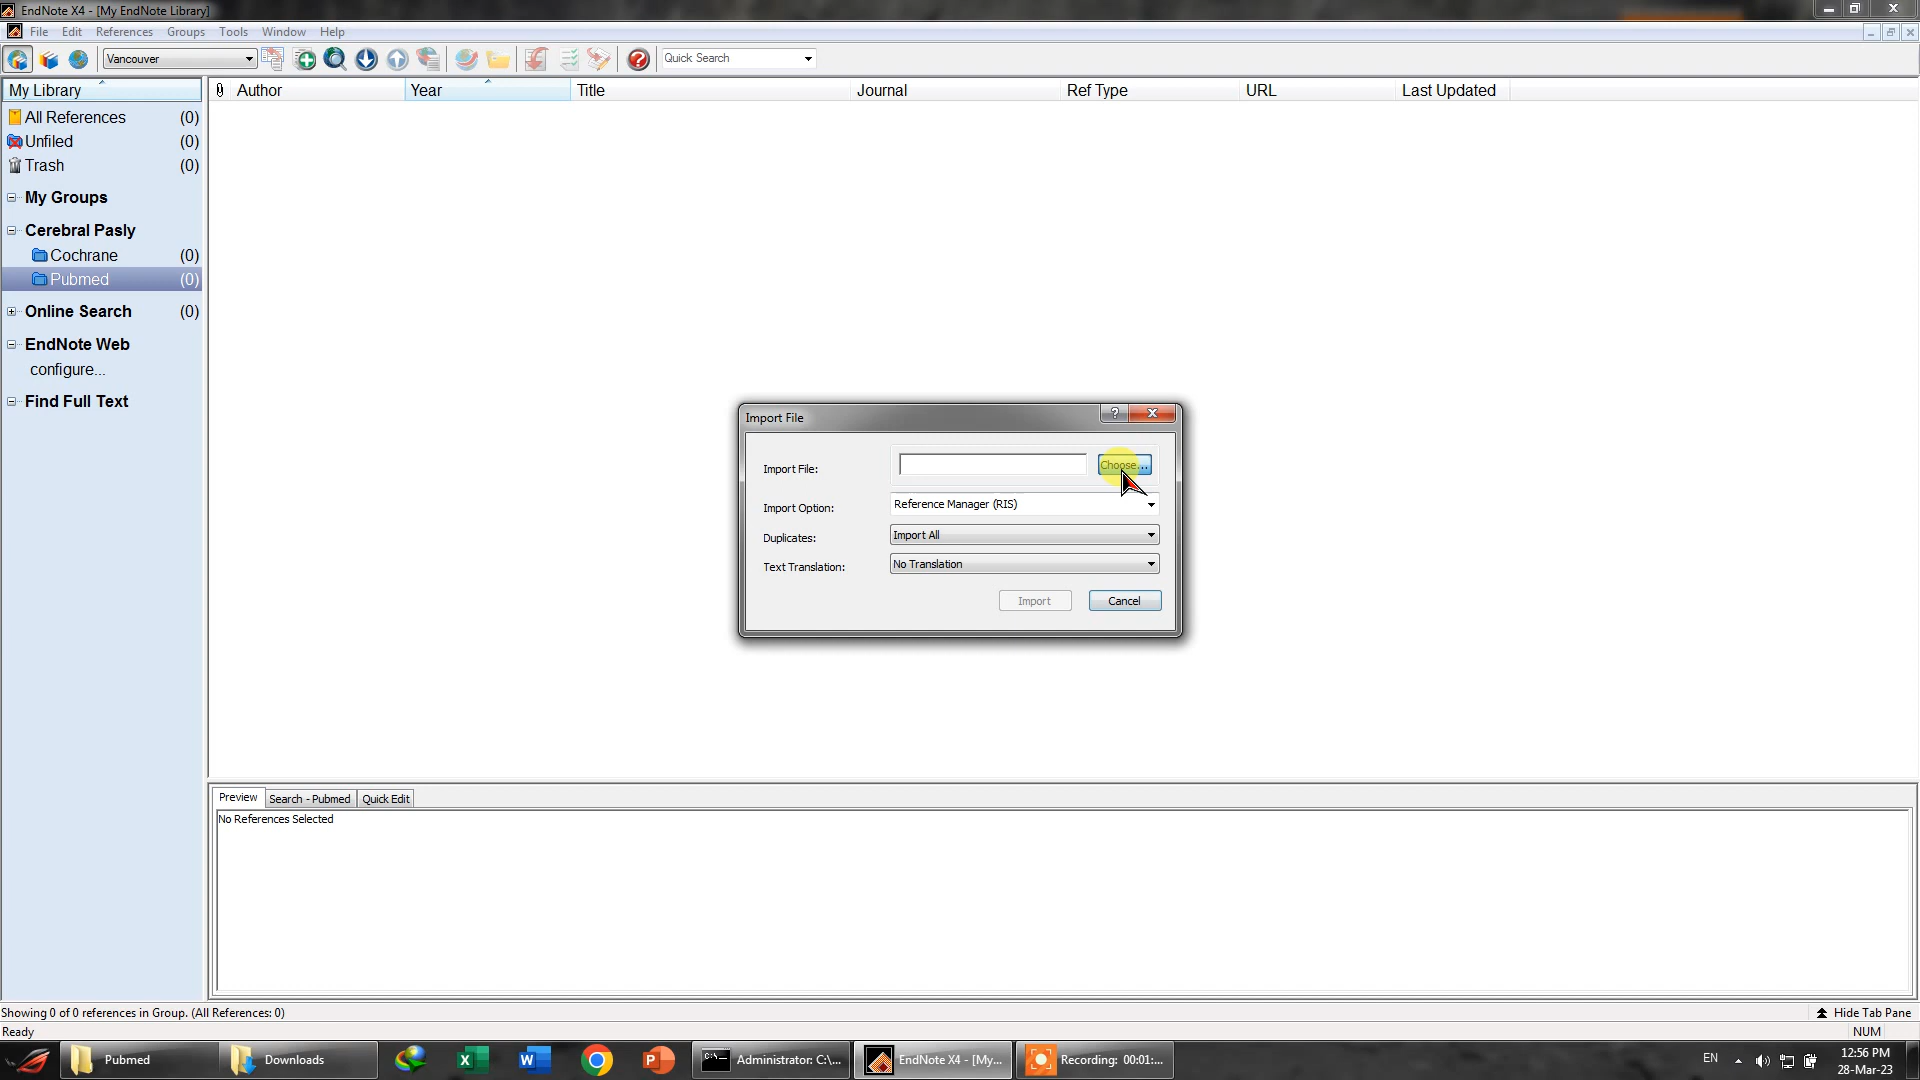 EndNote X4 - [My EndNote Library]
File Edit References Groups Tools Window Help
Vancouver
Quick Search
My Library
Author Year Title Journal Ref Type URL Last Updated
All References (0)
Unfiled (0)
Trash (0)
My Groups
Cerebral Pasly
Cochrane (0)
Pubmed (0)
Online Search (0)
EndNote Web
configure...
Find Full Text
Import File
Import File:
Choose...
Import Option: Reference Manager (RIS)
Duplicates: Import All
Text Translation: No Translation
Import Cancel
Preview Search - Pubmed Quick Edit
No References Selected
Showing 0 of 0 references in Group. (All References: 0)
Hide Tab Pane
Ready
NUM
Pubmed Downloads Administrator: C:\... EndNote X4 - [My... Recording: 00:01:...
EN
12:56 PM
28-Mar-23